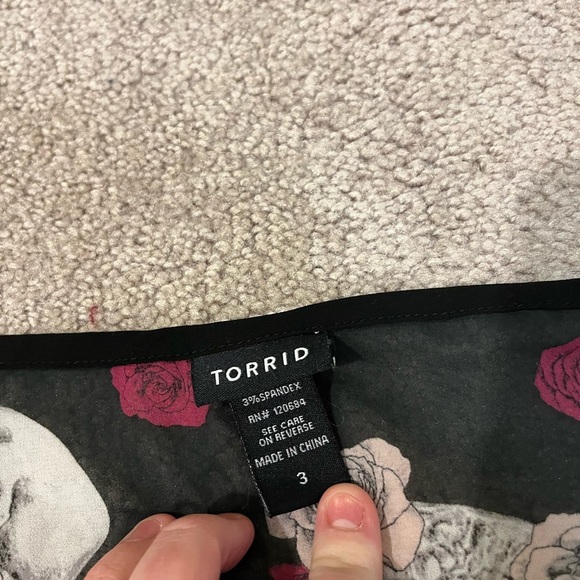 TORRID
3% SPANDEX
RN# 120684
SEE CARE
ON REVERSE
MADE IN CHINA
3